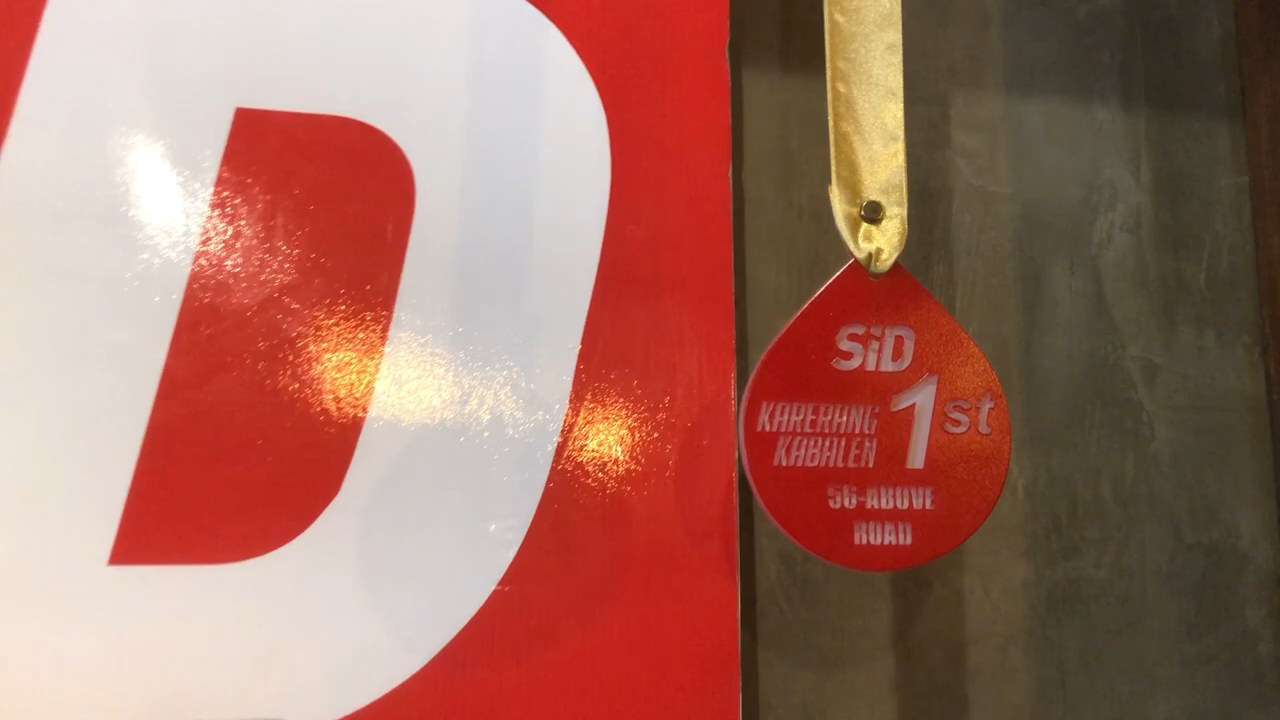 D
SiD
KARERANG
KABALEN
1st
56-ABOVE
ROAD